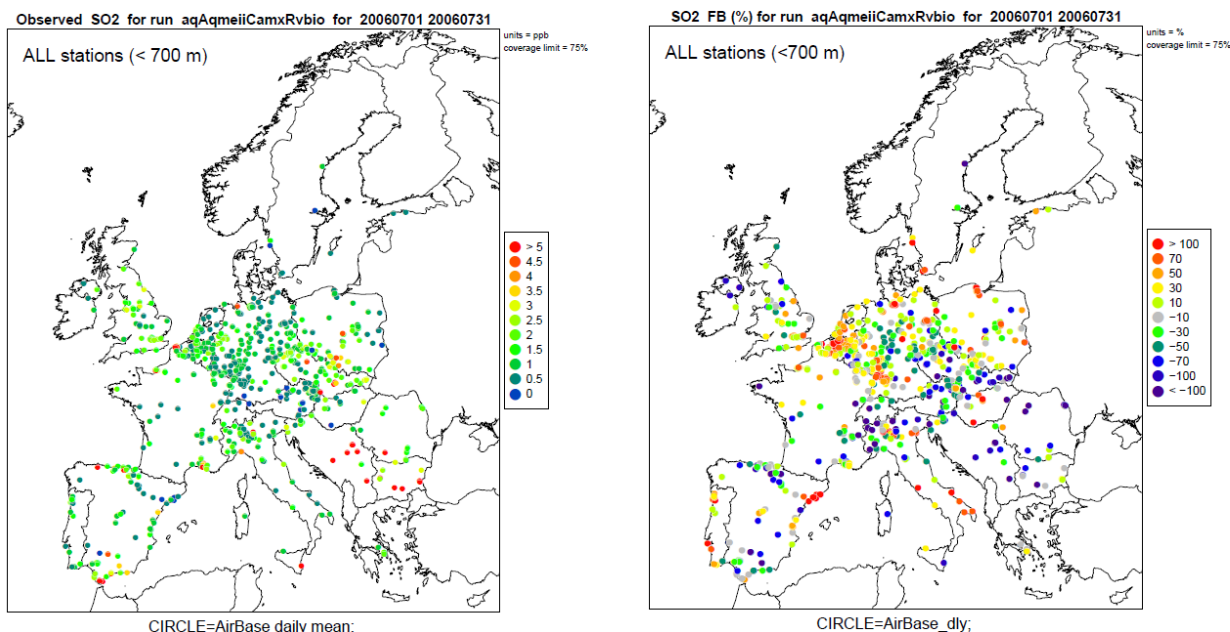 Observed SO2 for run aqAqmeiiCamxRvbio for 20060701 20060731
units = ppb
coverage limit = 75%
ALL stations (< 700 m)
> 5
4.5
4
3.5
3
2.5
2
1.5
1
0.5
0
CIRCLE=AirBase daily mean;
SO2 FB (%) for run aqAqmeiiCamxRvbio for 20060701 20060731
units = %
coverage limit = 75%
ALL stations (<700 m)
> 100
70
50
30
10
−10
−30
−50
−70
−100
< −100
CIRCLE=AirBase_dly;